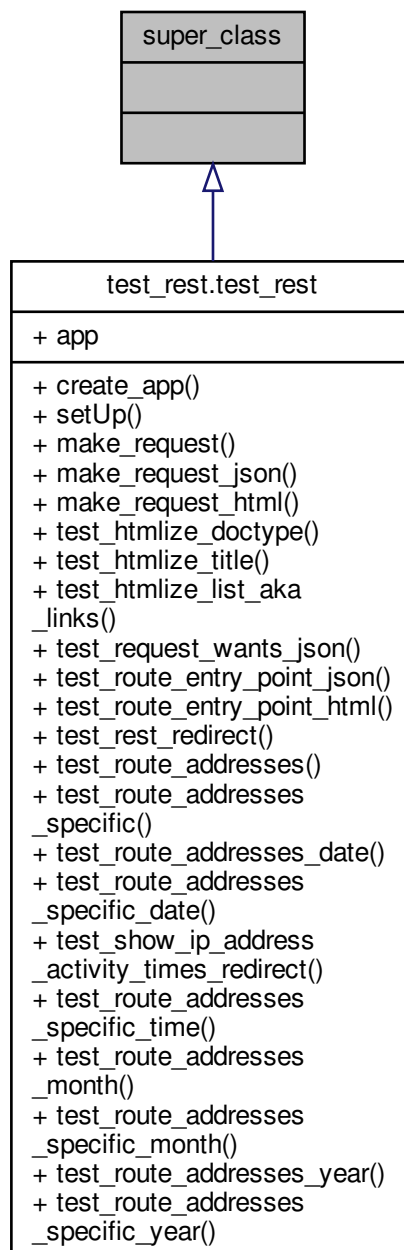 super_class
test_rest.test_rest
+ app
+ create_app()
+ setUp()
+ make_request()
+ make_request_json()
+ make_request_html()
+ test_htmlize_doctype()
+ test_htmlize_title()
+ test_htmlize_list_aka
_links()
+ test_request_wants_json()
+ test_route_entry_point_json()
+ test_route_entry_point_html()
+ test_rest_redirect()
+ test_route_addresses()
+ test_route_addresses
_specific()
+ test_route_addresses_date()
+ test_route_addresses
_specific_date()
+ test_show_ip_address
_activity_times_redirect()
+ test_route_addresses
_specific_time()
+ test_route_addresses
_month()
+ test_route_addresses
_specific_month()
+ test_route_addresses_year()
+ test_route_addresses
_specific_year()